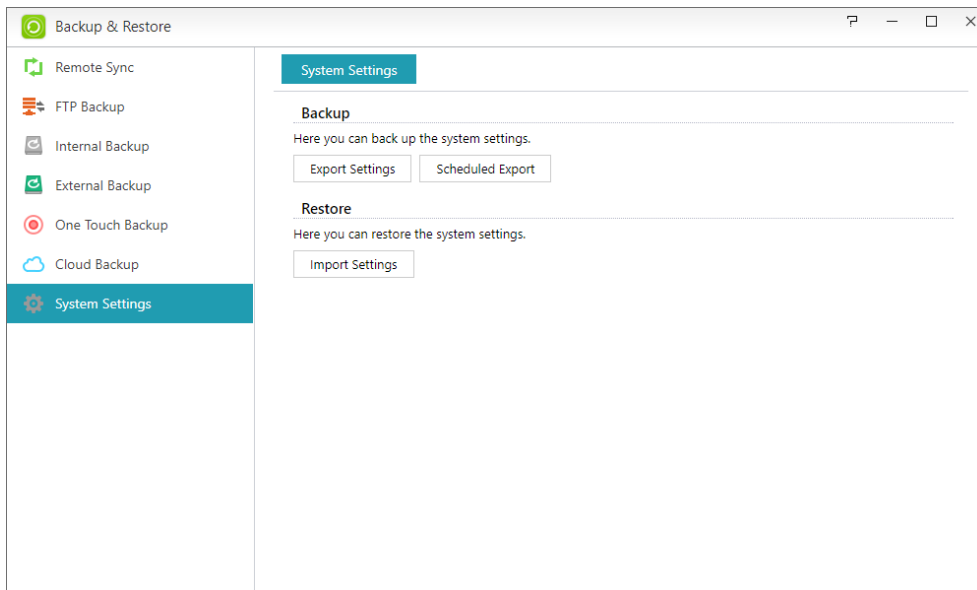 Backup & Restore
Remote Sync
FTP Backup
Internal Backup
External Backup
One Touch Backup
Cloud Backup
System Settings
System Settings
Backup
Here you can back up the system settings.
Export Settings Scheduled Export
Restore
Here you can restore the system settings.
Import Settings